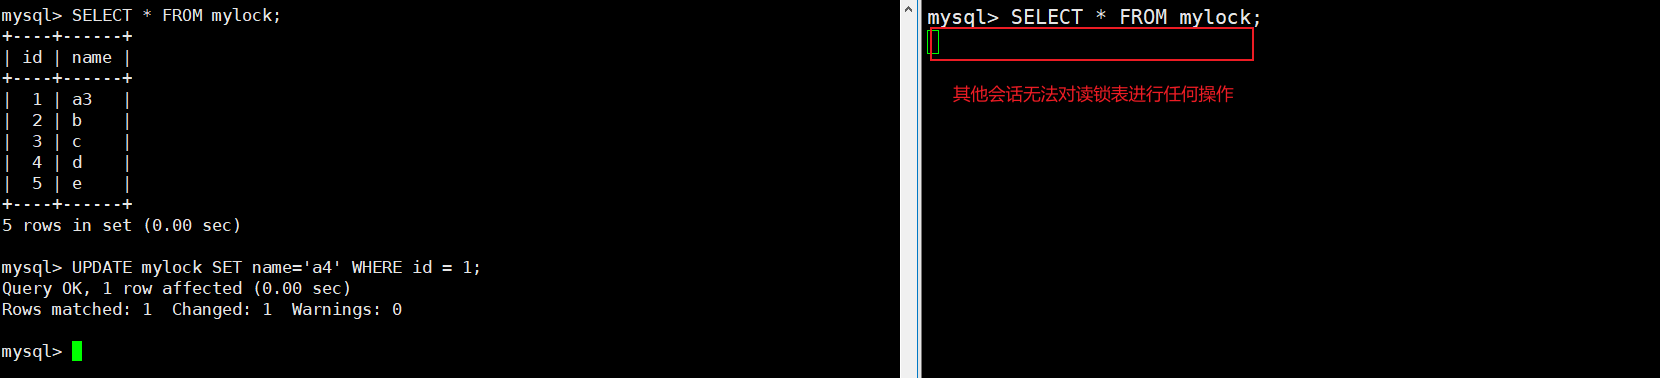 mysql> SELECT * FROM mylock;
+----+------+
| id | name |
+----+------+
|  1 | a3   |
|  2 | b    |
|  3 | c    |
|  4 | d    |
|  5 | e    |
+----+------+
5 rows in set (0.00 sec)
mysql> UPDATE mylock SET name='a4' WHERE id = 1;
Query OK, 1 row affected (0.00 sec)
Rows matched: 1  Changed: 1  Warnings: 0
mysql>
mysql> SELECT * FROM mylock;
其他会话无法对读锁表进行任何操作